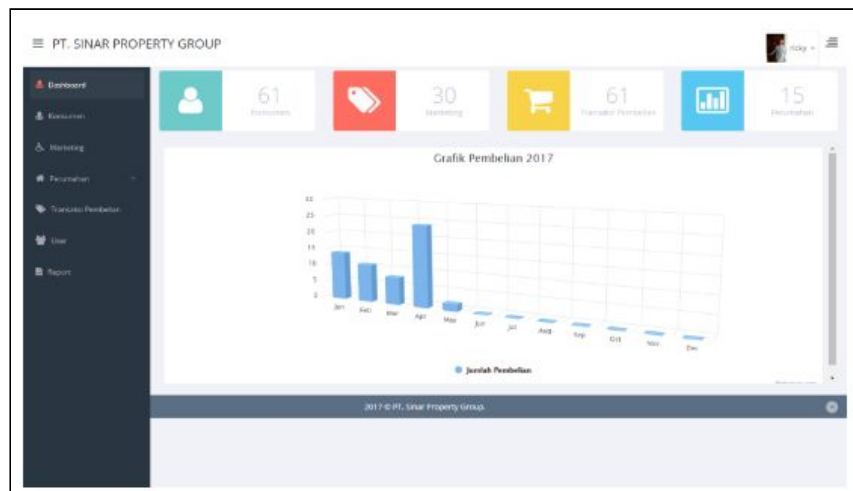 PT. SINAR PROPERTY GROUP
ricky
Dashboard
Konsumen
Marketing
Perumahan
Transaksi Pembelian
User
Report
61
Konsumen
30
Marketing
61
Transaksi Pembelian
15
Perumahan
Grafik Pembelian 2017
30
25
20
15
10
5
0
Jan Feb Mar Apr May Jun Jul Aug Sep Oct Nov Dec
Jumlah Pembelian
2017 © PT. Sinar Property Group.